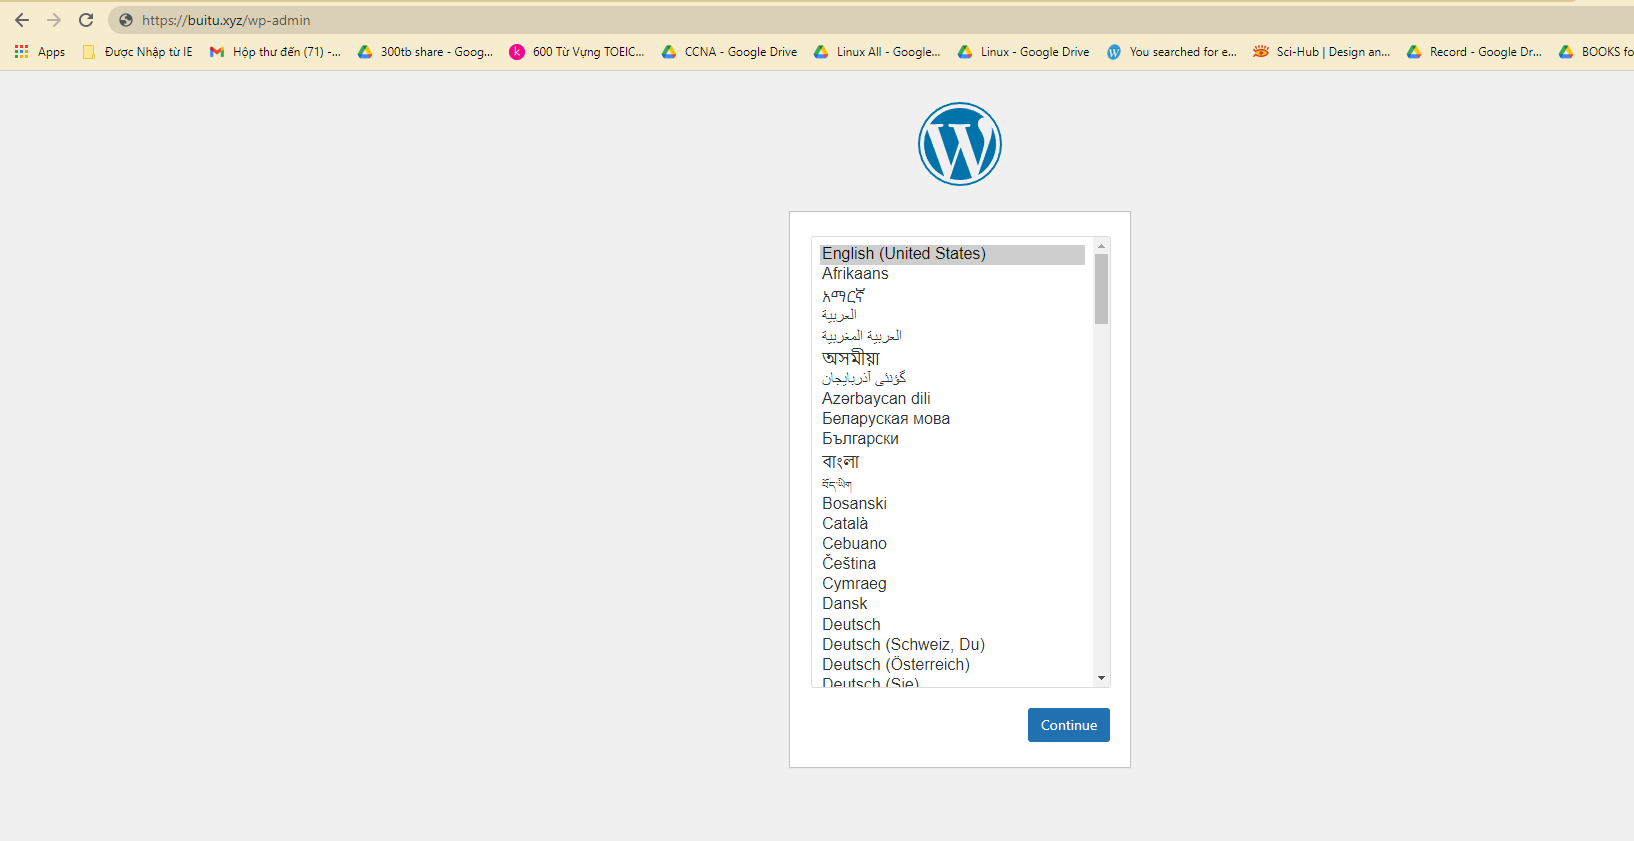 https://buitu.xyz/wp-admin
Apps Được Nhập từ IE Hộp thư đến (71) -... 300tb share - Goog... 600 Từ Vựng TOEIC... CCNA - Google Drive Linux All - Google... Linux - Google Drive You searched for e... Sci-Hub | Design an... Record - Google Dr... BOOKS fo
English (United States)
Afrikaans
አማርኛ
العربية
العربية المغربية
অসমীয়া
گؤنئی آذربایجان
Azərbaycan dili
Беларуская мова
Български
বাংলা
བོད་ཡིག
Bosanski
Català
Cebuano
Čeština
Cymraeg
Dansk
Deutsch
Deutsch (Schweiz, Du)
Deutsch (Österreich)
Deutsch (Sie)
Continue